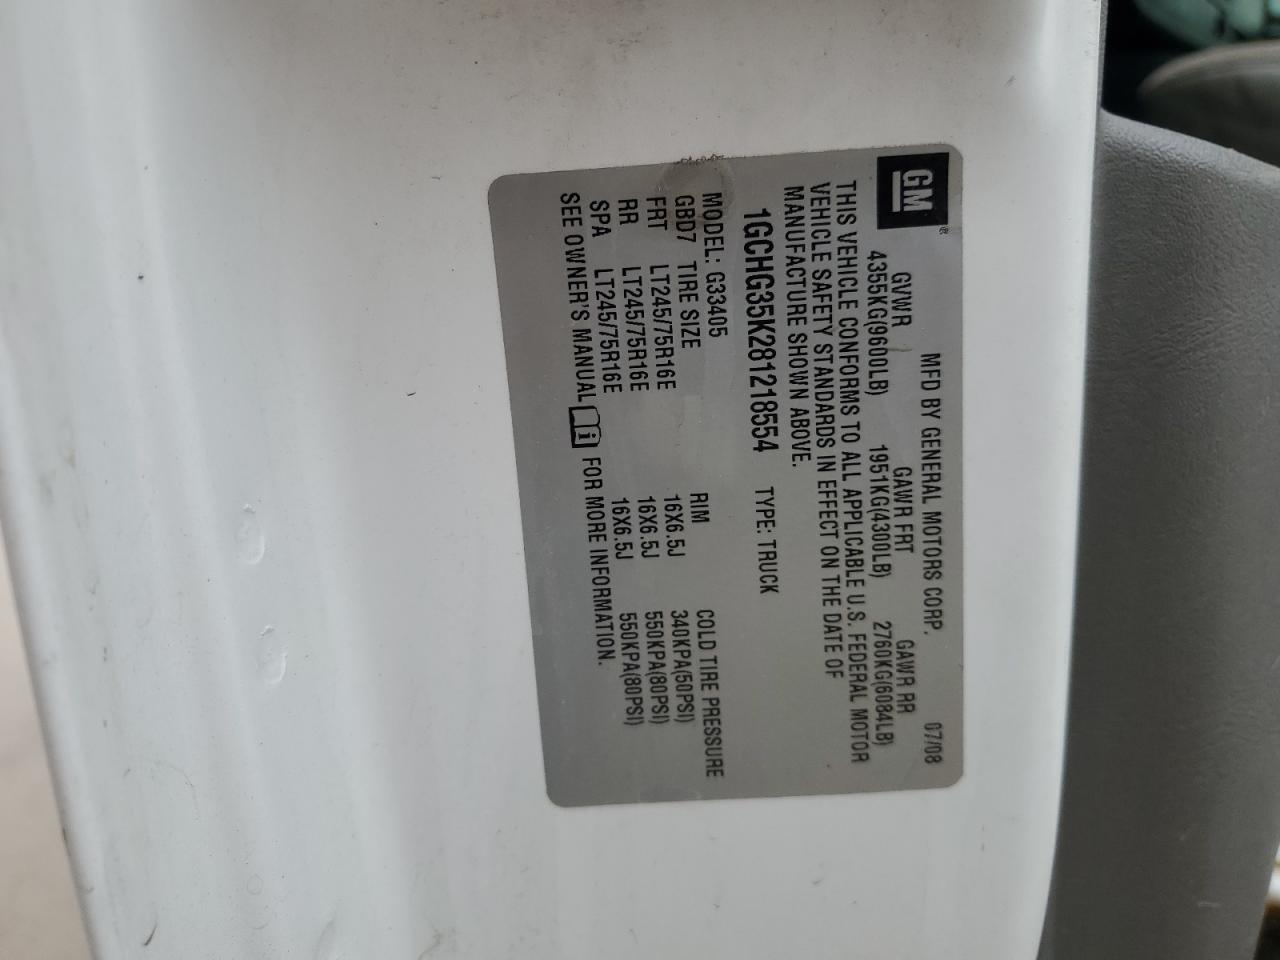 GM®
MFD BY GENERAL MOTORS CORP. 07/08
GVWR GAWR FRT GAWR RR
4355KG(9600LB) 1951KG(4300LB) 2760KG(6084LB)
THIS VEHICLE CONFORMS TO ALL APPLICABLE U.S. FEDERAL MOTOR
VEHICLE SAFETY STANDARDS IN EFFECT ON THE DATE OF
MANUFACTURE SHOWN ABOVE.
1GCHG35K281218554 TYPE: TRUCK
MODEL: G33405
GBD7 TIRE SIZE RIM COLD TIRE PRESSURE
FRT LT245/75R16E 16X6.5J 340KPA(50PSI)
RR LT245/75R16E 16X6.5J 550KPA(80PSI)
SPA LT245/75R16E 16X6.5J 550KPA(80PSI)
SEE OWNER'S MANUAL FOR MORE INFORMATION.